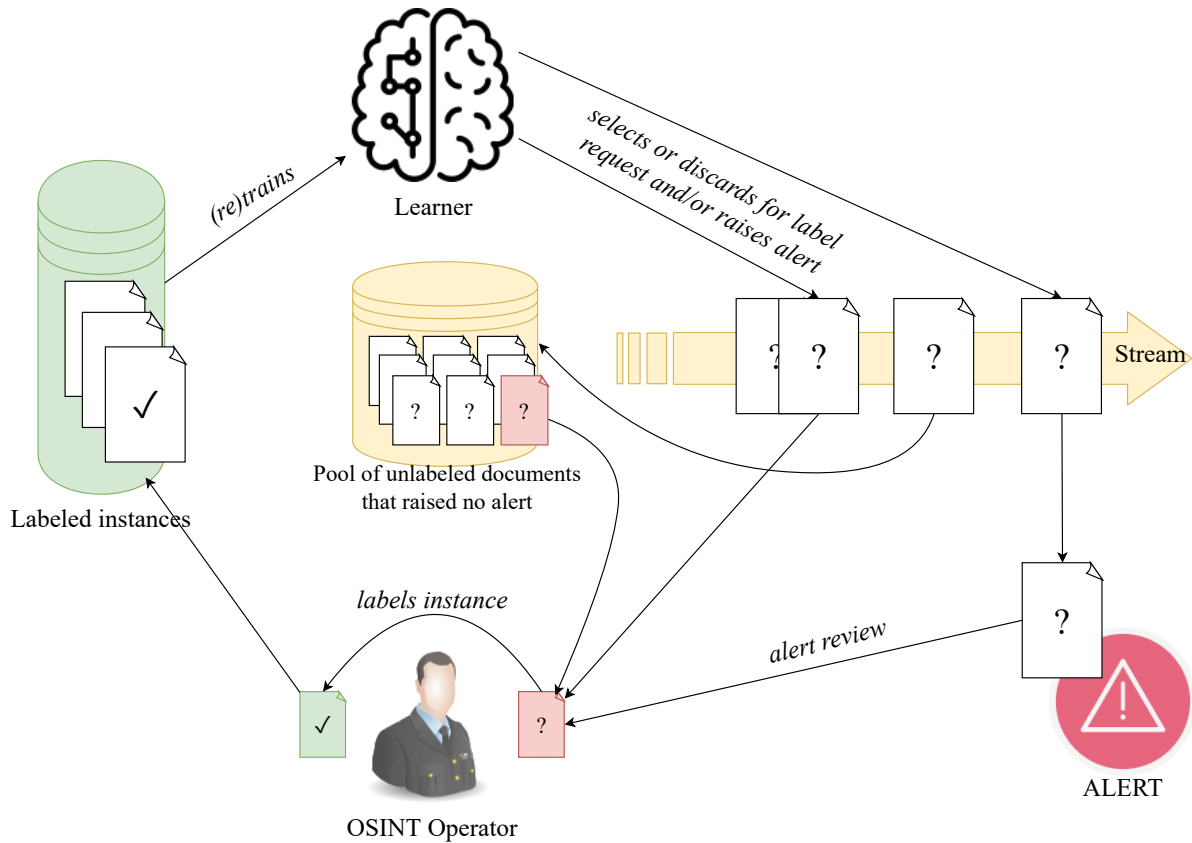 Learner
(re)trains
selects or discards for label
request and/or raises alert
?
?
?
?
Stream
✓
?
?
?
Pool of unlabeled documents
that raised no alert
Labeled instances
labels instance
alert review
?
✓
?
ALERT
OSINT Operator